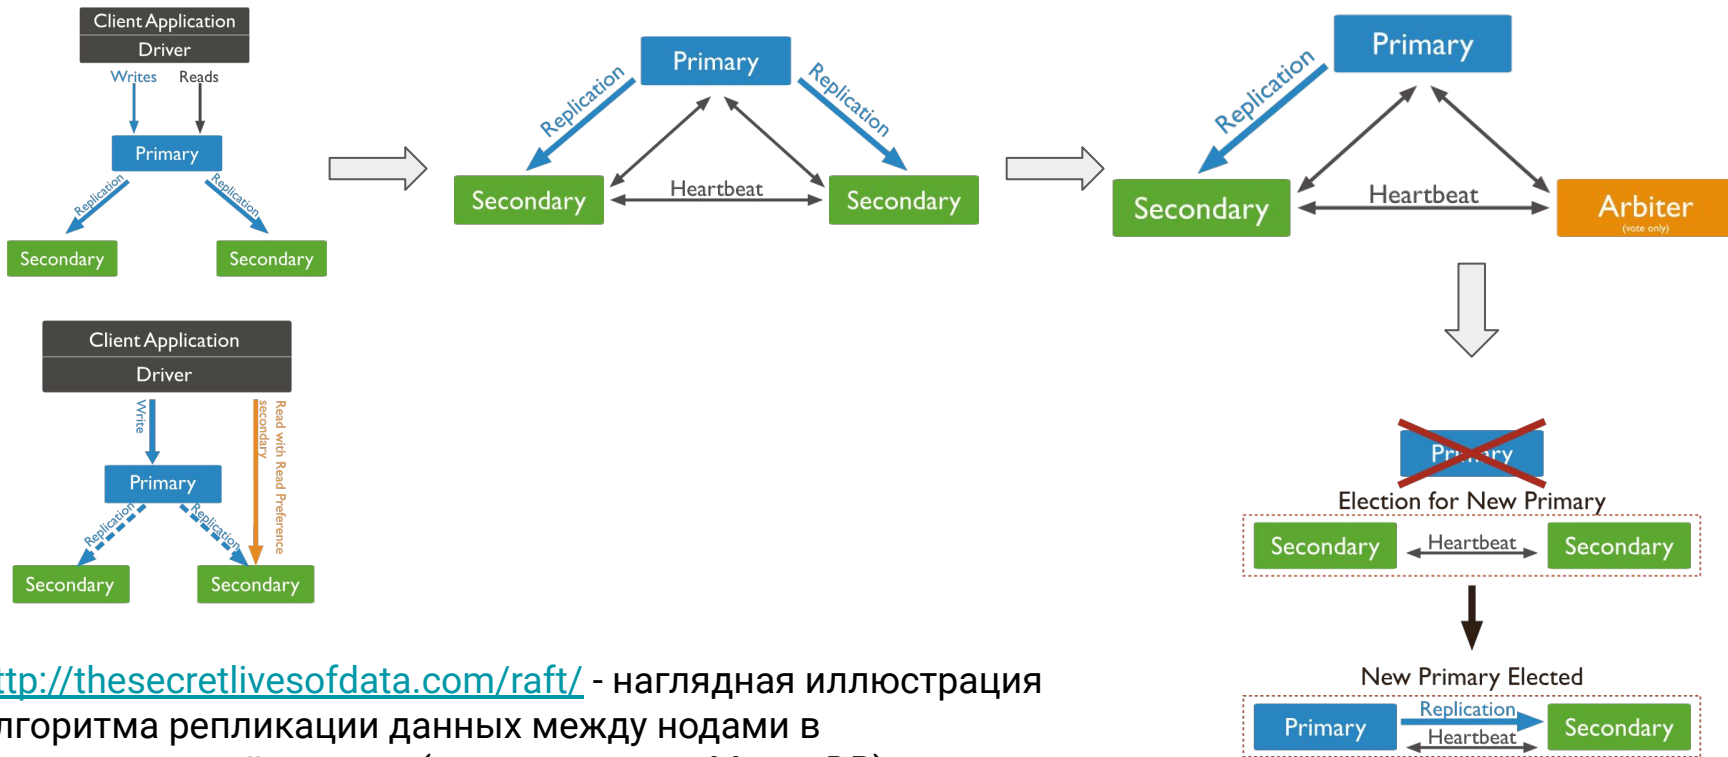 Client Application
Driver
Writes Reads
Primary
Replication
Replication
Secondary
Secondary
Primary
Replication
Replication
Secondary
Heartbeat
Secondary
Primary
Replication
Secondary
Heartbeat
Arbiter
(vote only)
Client Application
Driver
Write
Read with Read Preference
secondary
Primary
Replication
Replication
Secondary
Secondary
Primary
Election for New Primary
Secondary
Heartbeat
Secondary
New Primary Elected
Primary
Replication
Heartbeat
Secondary
ttp://thesecretlivesofdata.com/raft/ - наглядная иллюстрация
лгоритма репликации данных между нодами в